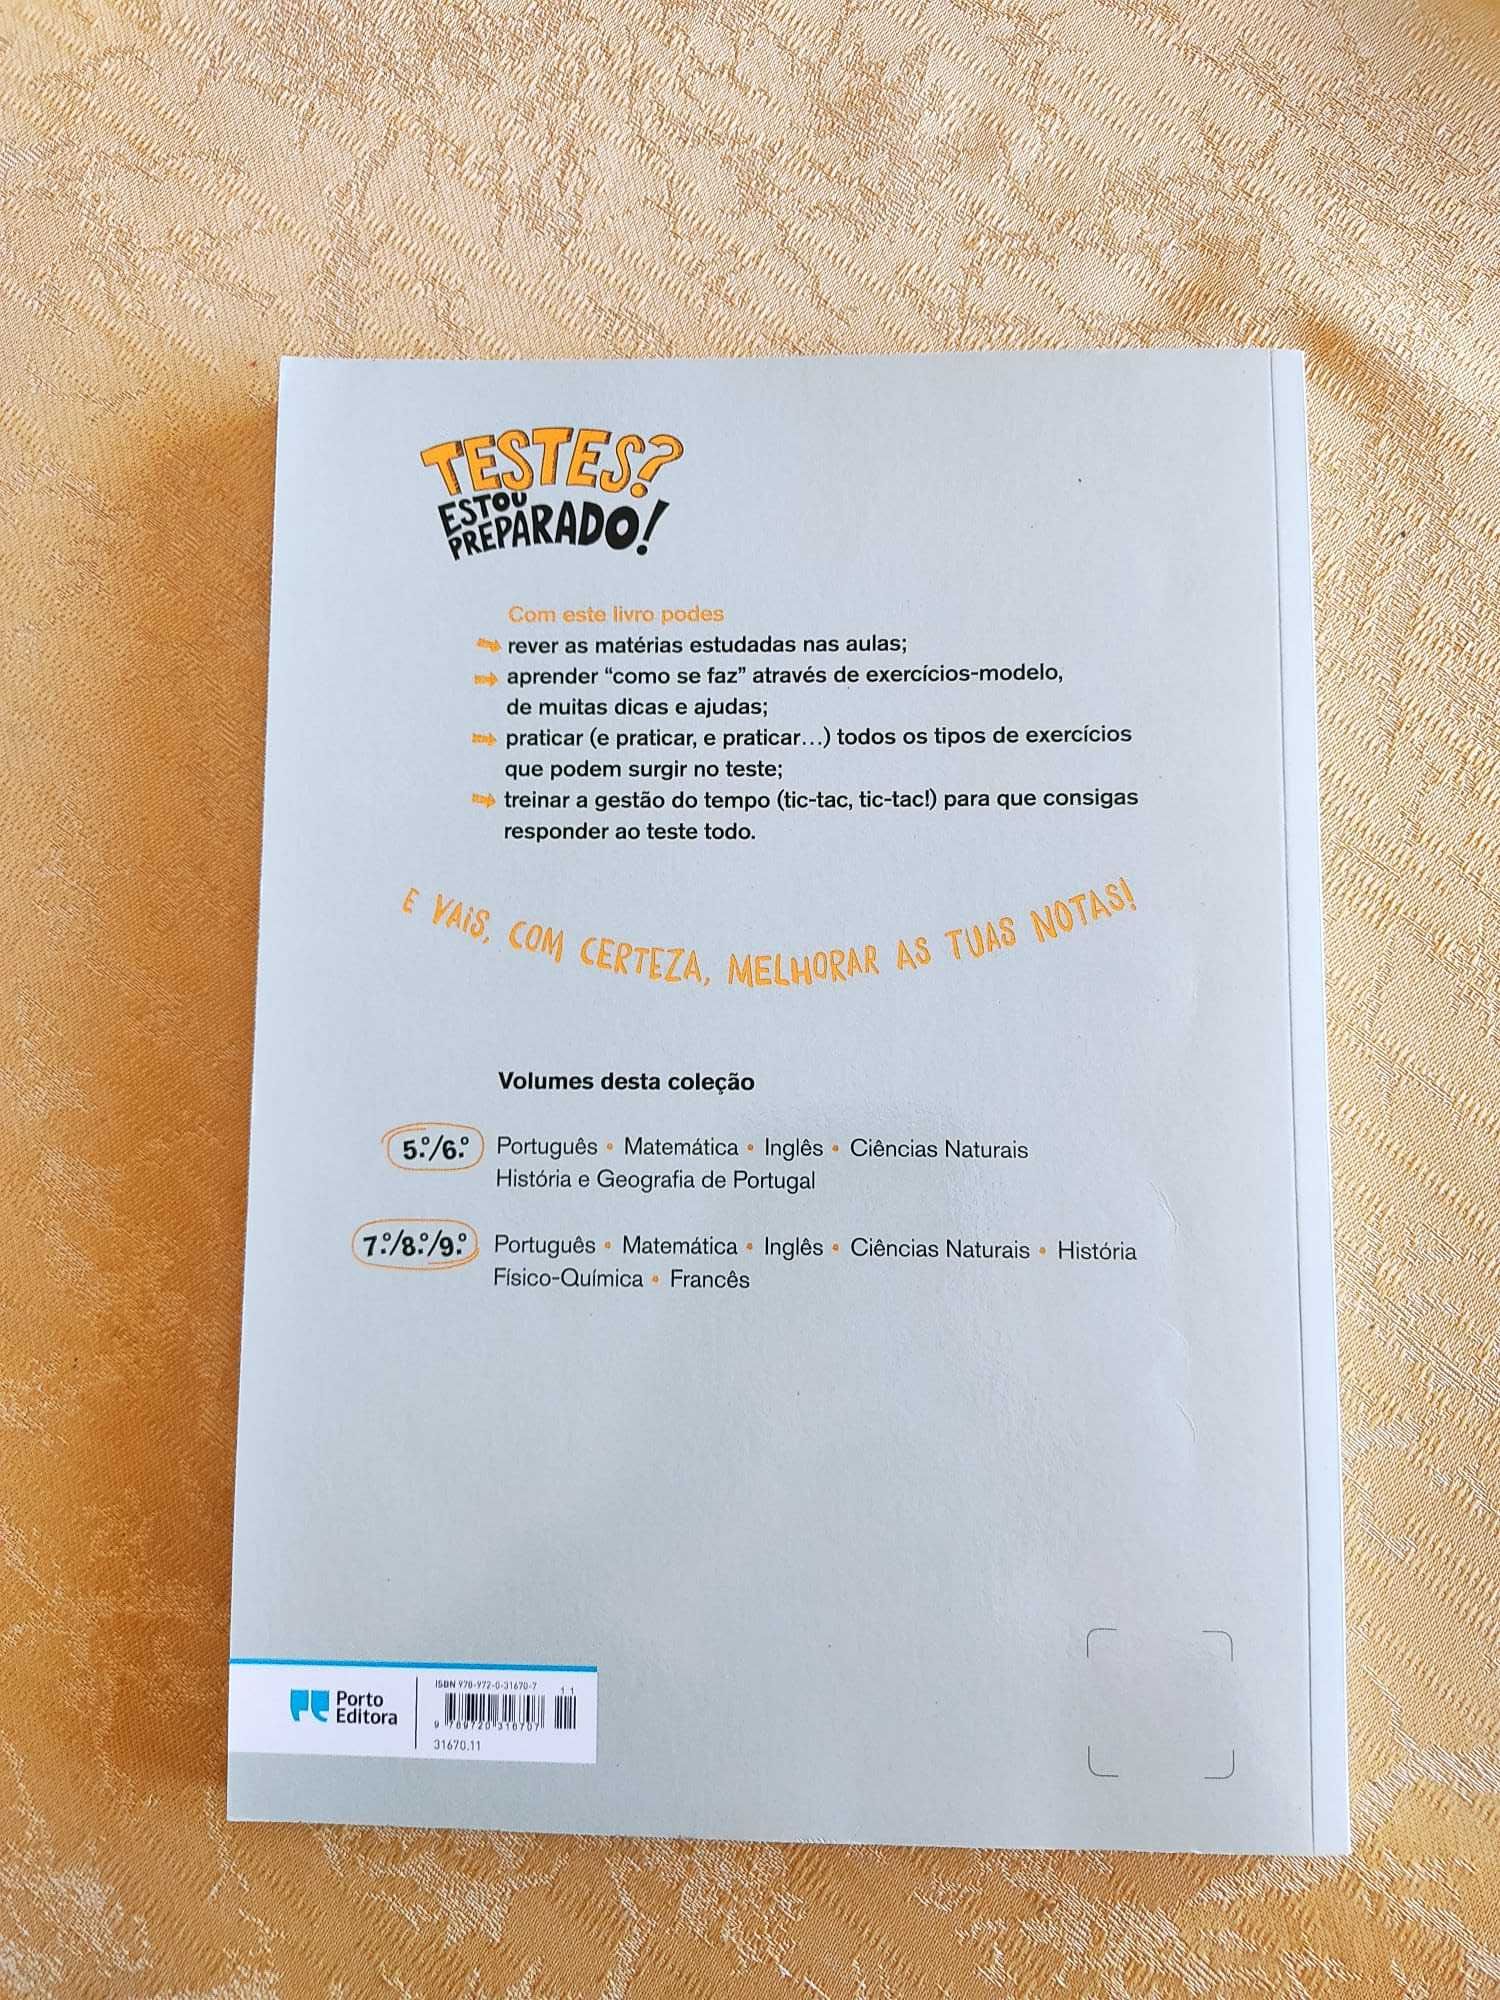 TESTES?
ESTOU
PREPARADO!
Com este livro podes
rever as matérias estudadas nas aulas;
aprender “como se faz” através de exercícios-modelo,
de muitas dicas e ajudas;
praticar (e praticar, e praticar...) todos os tipos de exercícios
que podem surgir no teste;
treinar a gestão do tempo (tic-tac, tic-tac!) para que consigas
responder ao teste todo.
E VAIS, COM CERTEZA, MELHORAR AS TUAS NOTAS!
Volumes desta coleção
5.º/6.º Português • Matemática • Inglês • Ciências Naturais
História e Geografia de Portugal
7.º/8.º/9.º Português • Matemática • Inglês • Ciências Naturais • História
Físico-Química • Francês
Porto
Editora
ISBN 978-972-0-31670-7
11
9 789720 316707
31670.11